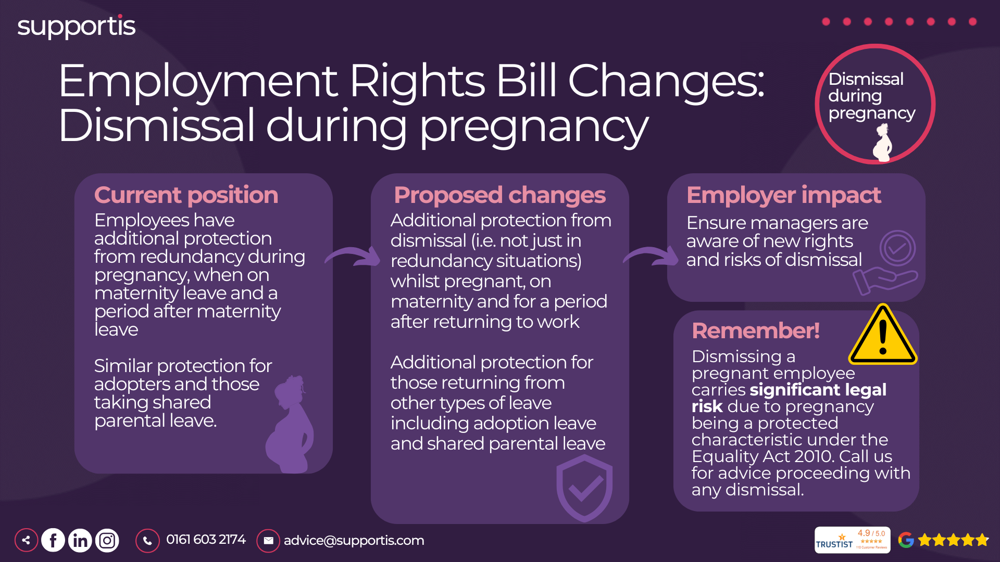 supportis
Employment Rights Bill Changes:
Dismissal during pregnancy
Dismissal
during
pregnancy
Current position
Employees have
additional protection
from redundancy during
pregnancy, when on
maternity leave and a
period after maternity
leave
Similar protection for
adopters and those
taking shared
parental leave.
Proposed changes
Additional protection from
dismissal (i.e. not just in
redundancy situations)
whilst pregnant, on
maternity and for a period
after returning to work
Additional protection for
those returning from
other types of leave
including adoption leave
and shared parental leave
Employer impact
Ensure managers are
aware of new rights
and risks of dismissal
Remember!
Dismissing a
pregnant employee
carries significant legal
risk due to pregnancy
being a protected
characteristic under the
Equality Act 2010. Call us
for advice proceeding with
any dismissal.
0161 603 2174
advice@supportis.com
TRUSTIST
4.9 / 5.0
118 Customer Reviews